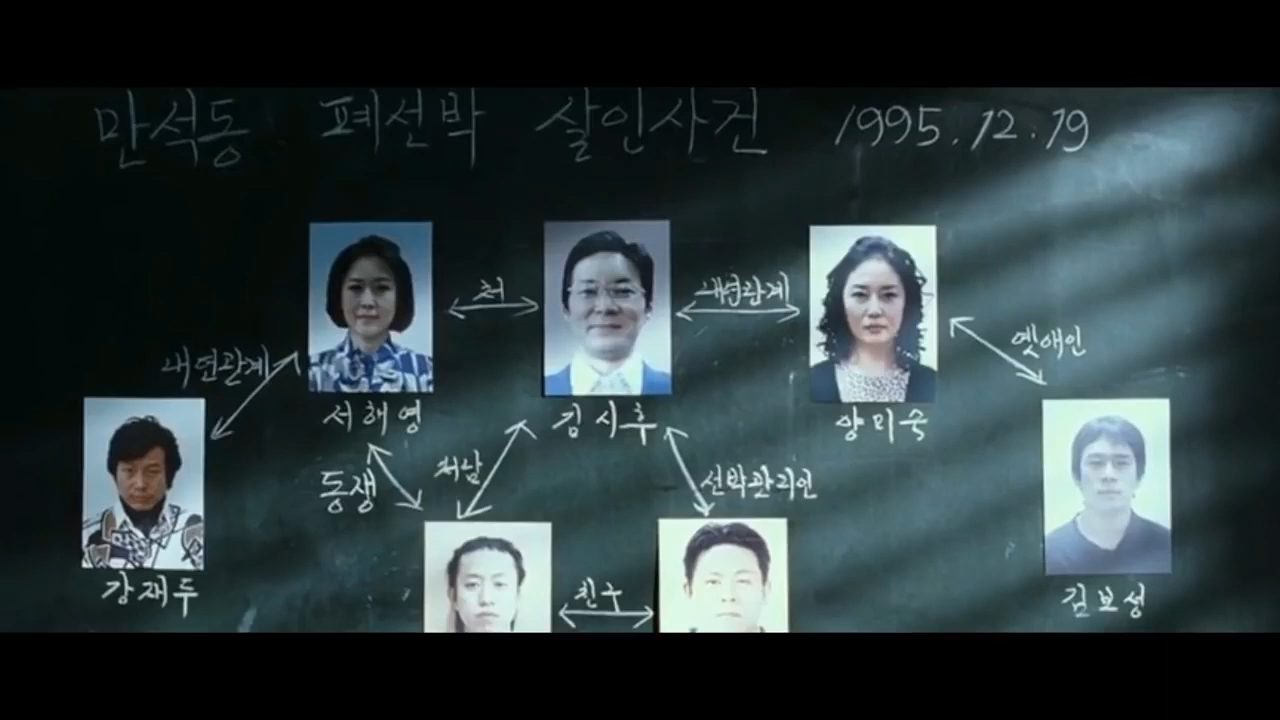 만석동 폐선박 살인사건 1995.12.19
처
내연관계
옛애인
내연관계
서해영
김시후
양미숙
동생
처남
선박관리인
강재두
친구
김보성